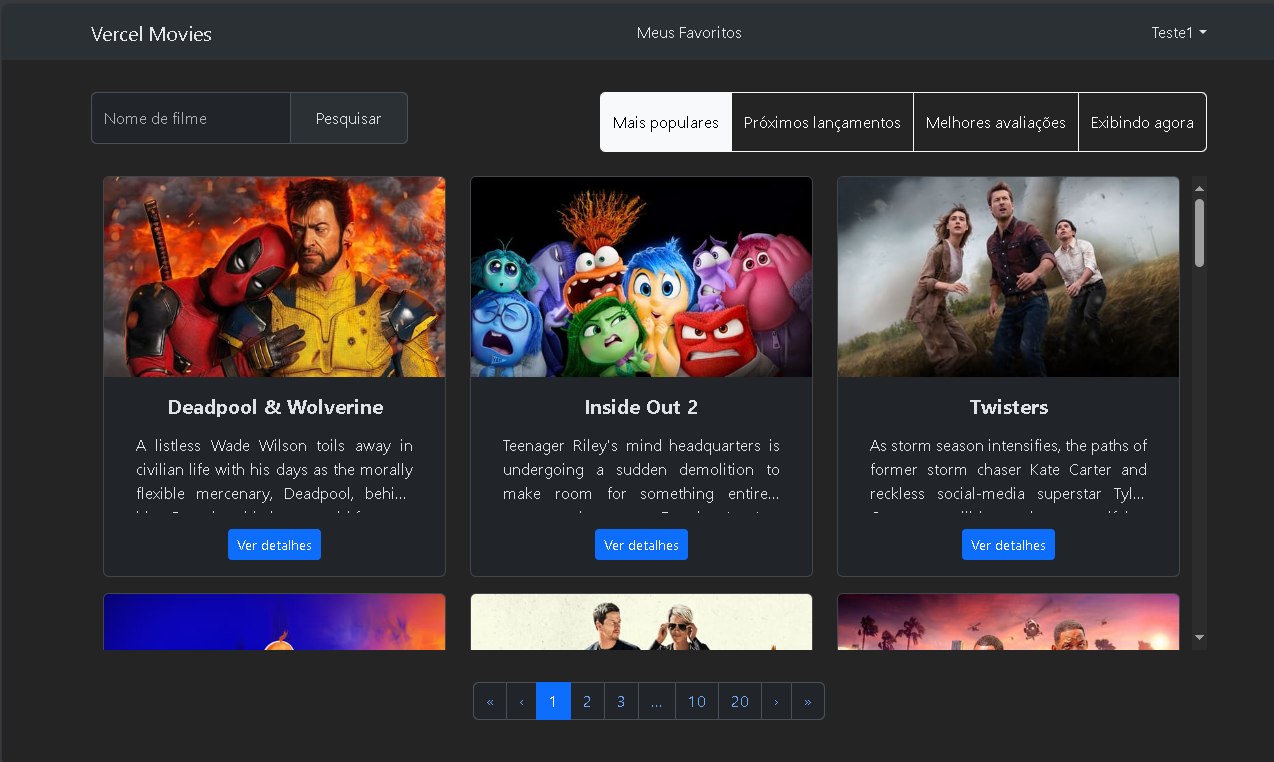 Vercel Movies
Meus Favoritos
Teste1
Nome de filme
Pesquisar
Mais populares
Próximos lançamentos
Melhores avaliações
Exibindo agora
Deadpool & Wolverine
A listless Wade Wilson toils away in
civilian life with his days as the morally
flexible mercenary, Deadpool, behi...
Ver detalhes
Inside Out 2
Teenager Riley's mind headquarters is
undergoing a sudden demolition to
make room for something entire...
Ver detalhes
Twisters
As storm season intensifies, the paths of
former storm chaser Kate Carter and
reckless social-media superstar Tyl...
Ver detalhes
« ‹ 1 2 3 … 10 20 › »